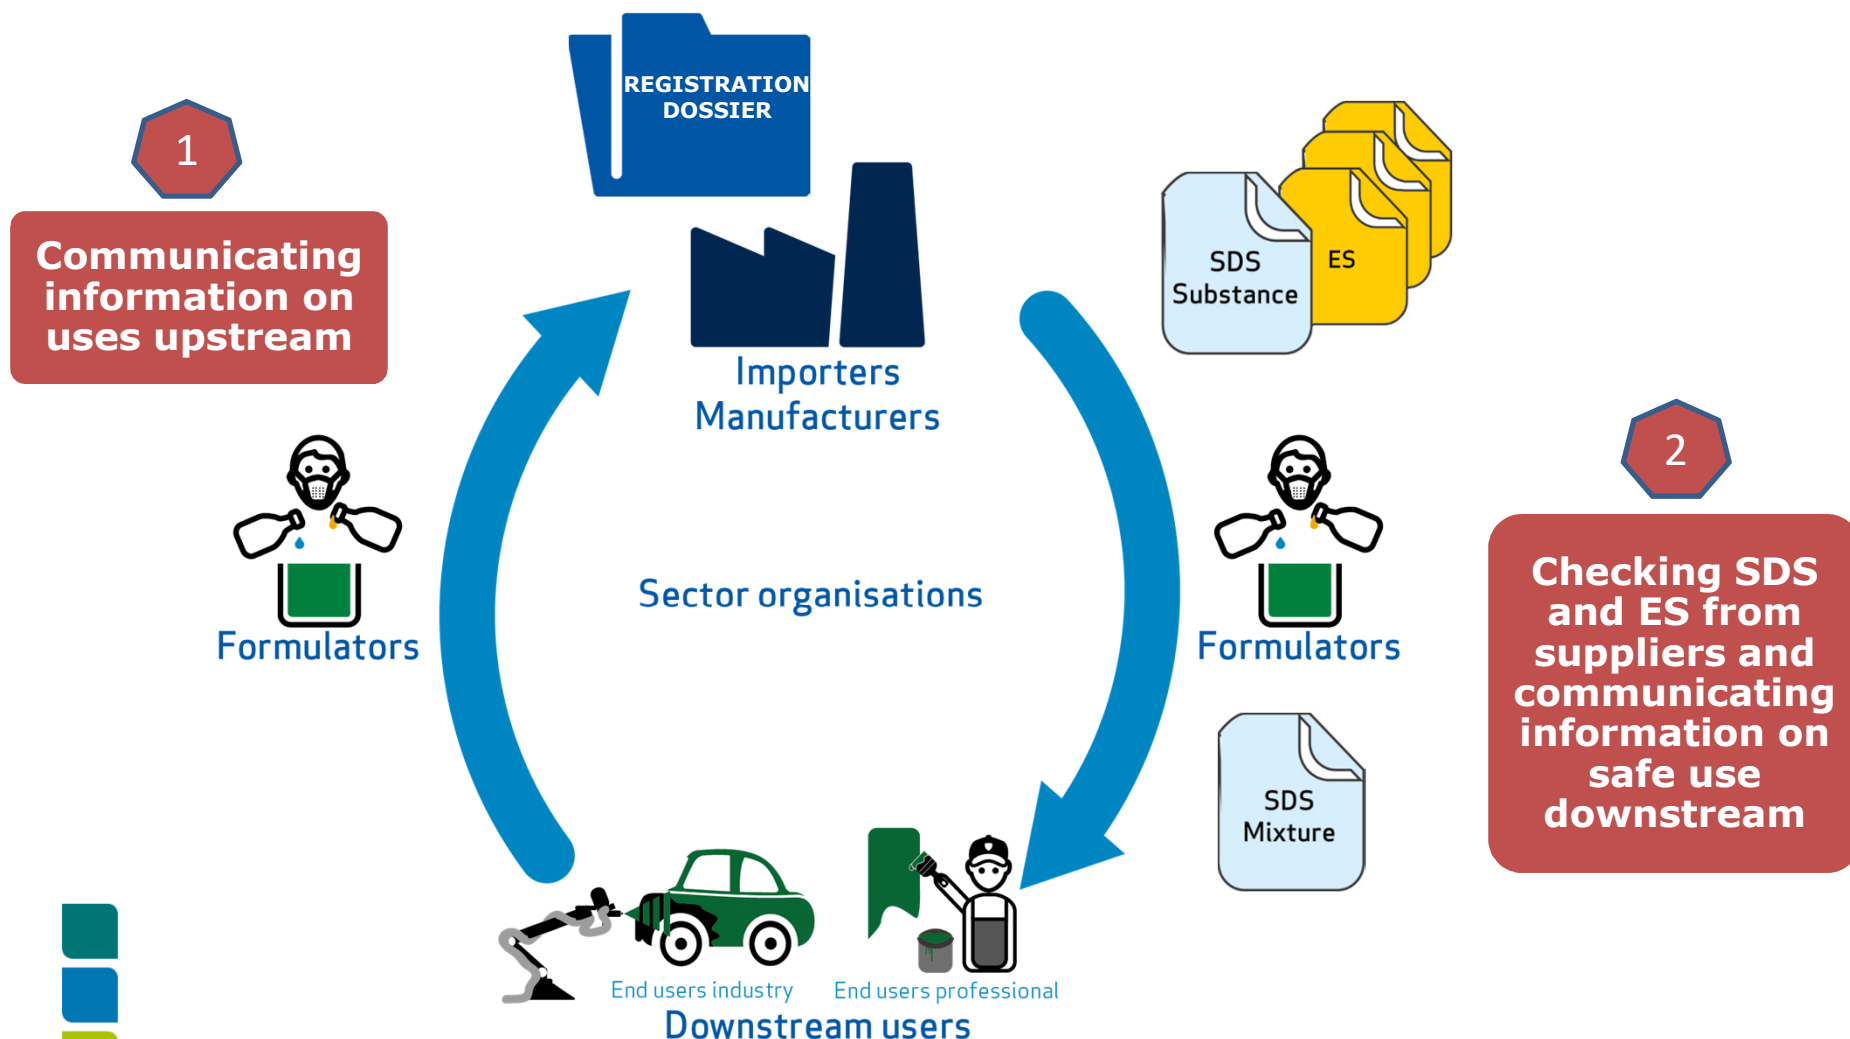 REGISTRATION
DOSSIER
1
Communicating
information on
uses upstream
SDS
Substance
ES
Importers
Manufacturers
2
Formulators
Sector organisations
Formulators
Checking SDS
and ES from
suppliers and
communicating
information on
safe use
downstream
SDS
Mixture
End users industry
End users professional
Downstream users